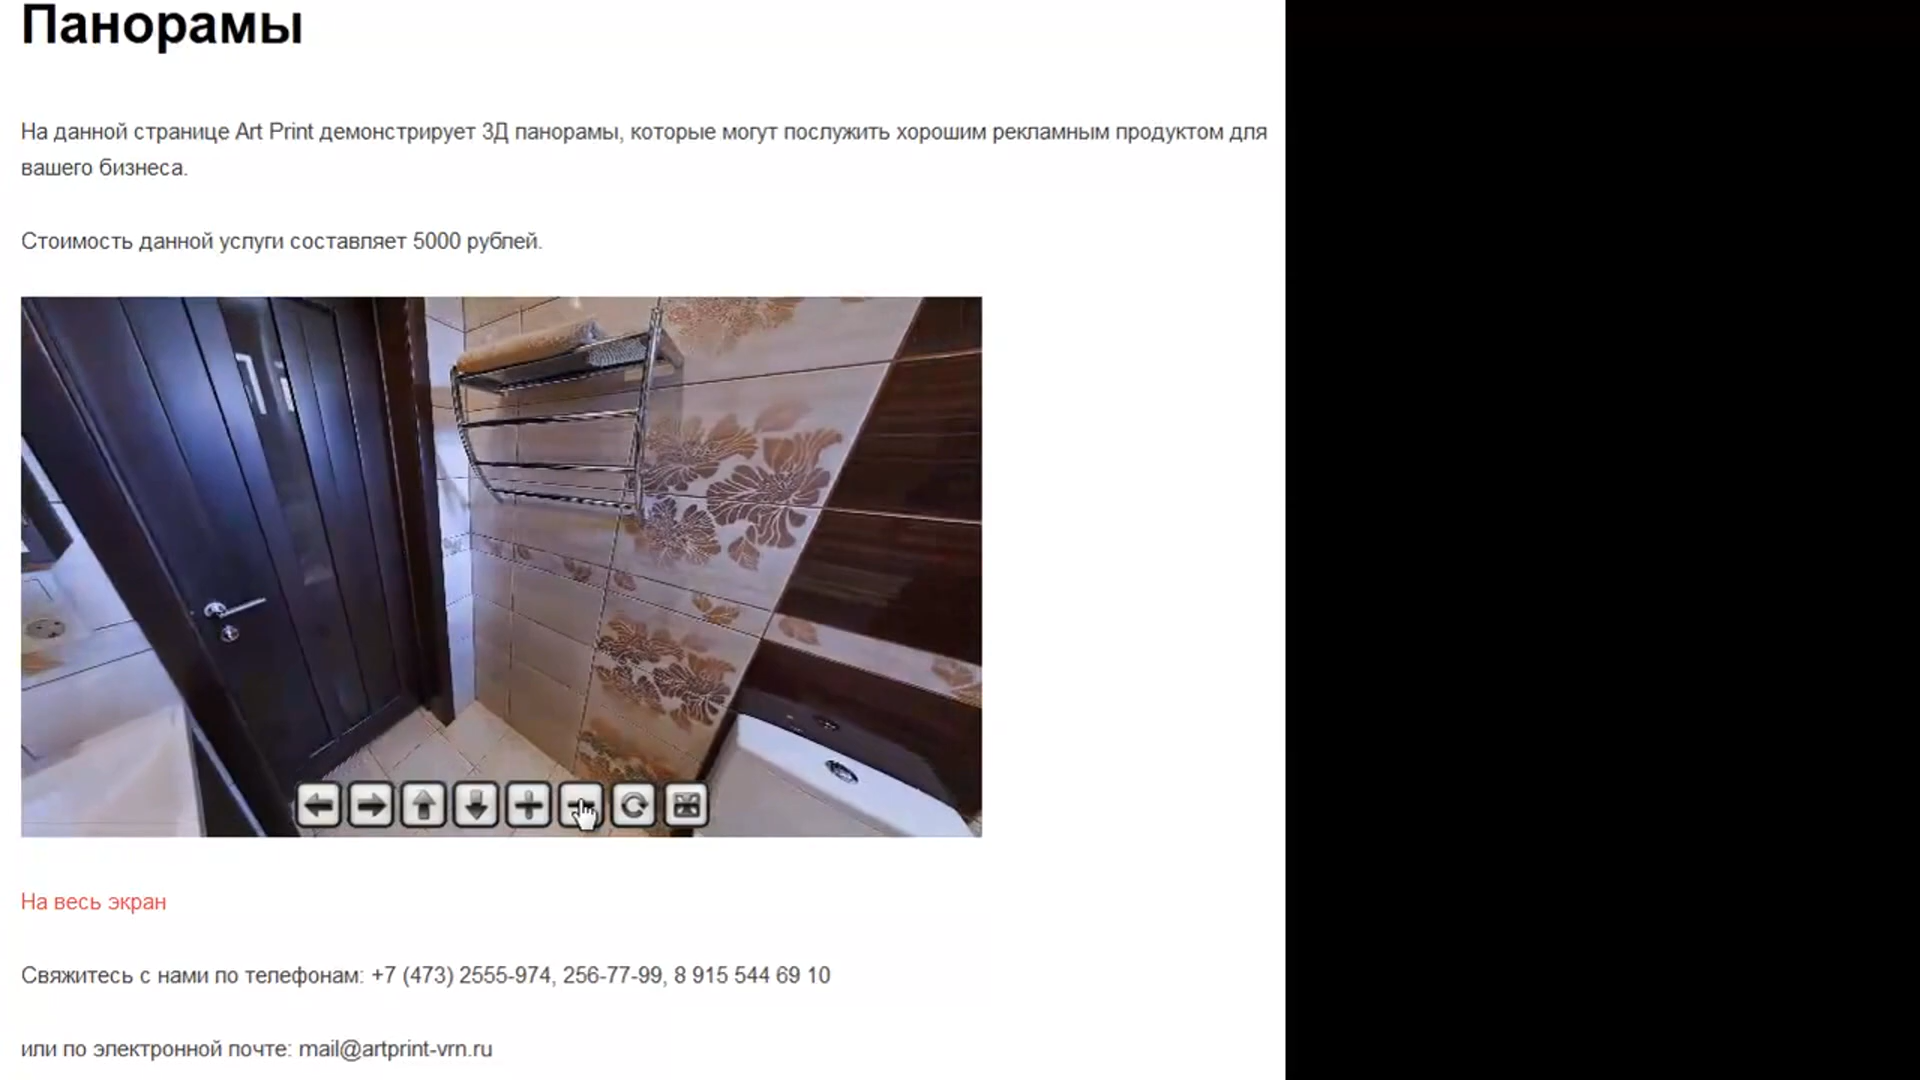 Панорамы
На данной странице Art Print демонстрирует 3Д панорамы, которые могут послужить хорошим рекламным продуктом для
вашего бизнеса.
Стоимость данной услуги составляет 5000 рублей.
На весь экран
Свяжитесь с нами по телефонам: +7 (473) 2555-974, 256-77-99, 8 915 544 69 10
или по электронной почте: mail@artprint-vrn.ru